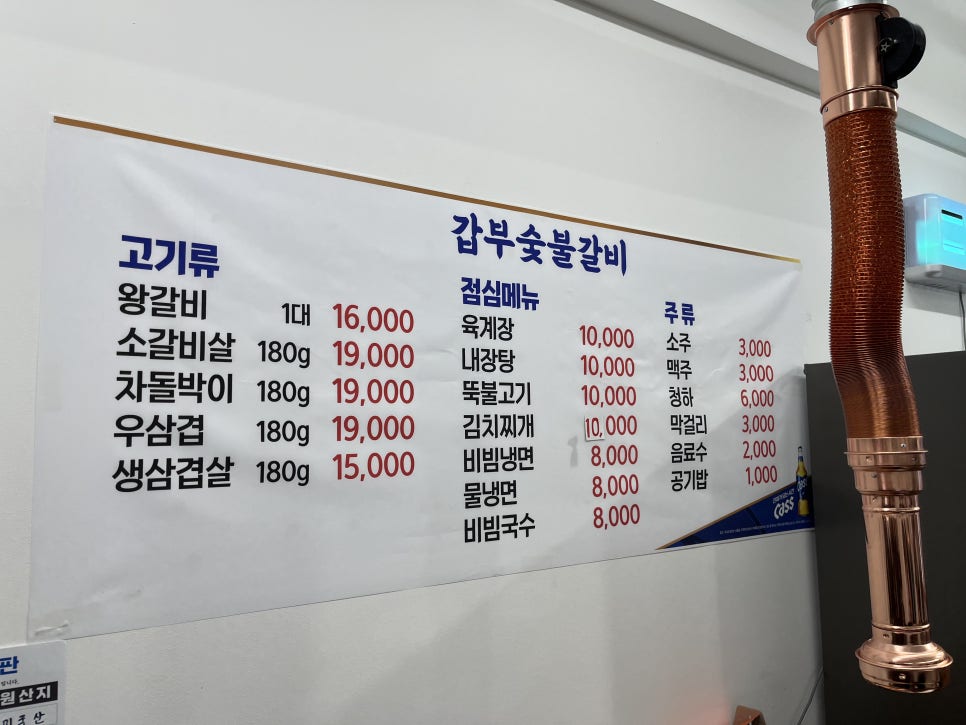 갑부숯불갈비
고기류
왕갈비 1대 16,000
소갈비살 180g 19,000
차돌박이 180g 19,000
우삼겹 180g 19,000
생삼겹살 180g 15,000
점심메뉴
육계장 10,000
내장탕 10,000
뚝불고기 10,000
김치찌개 10,000
비빔냉면 8,000
물냉면 8,000
비빔국수 8,000
주류
소주 3,000
맥주 3,000
청하 6,000
막걸리 3,000
음료수 2,000
공기밥 1,000
Cass
판
원산지